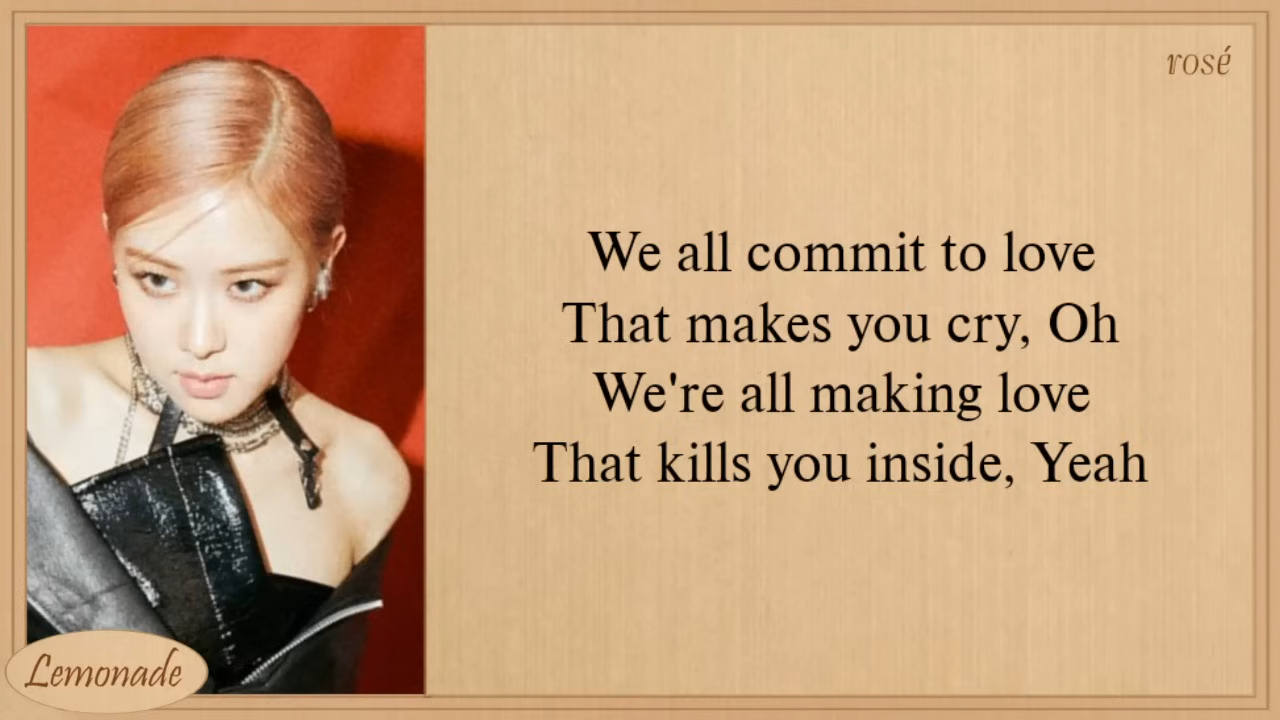 rosé
We all commit to love
That makes you cry, Oh
We're all making love
That kills you inside, Yeah
Lemonade